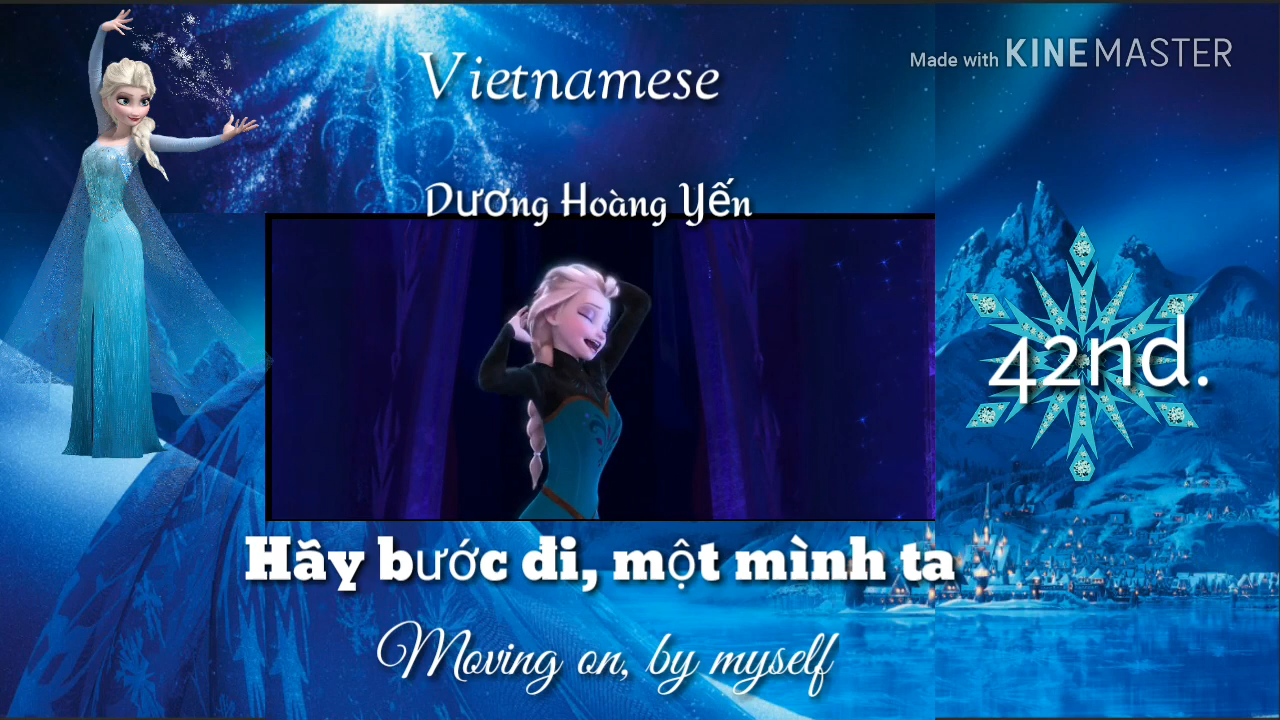 Vietnamese
Made with KINEMASTER
Dương Hoàng Yến
42nd.
Hãy bước đi, một mình ta
Moving on, by myself